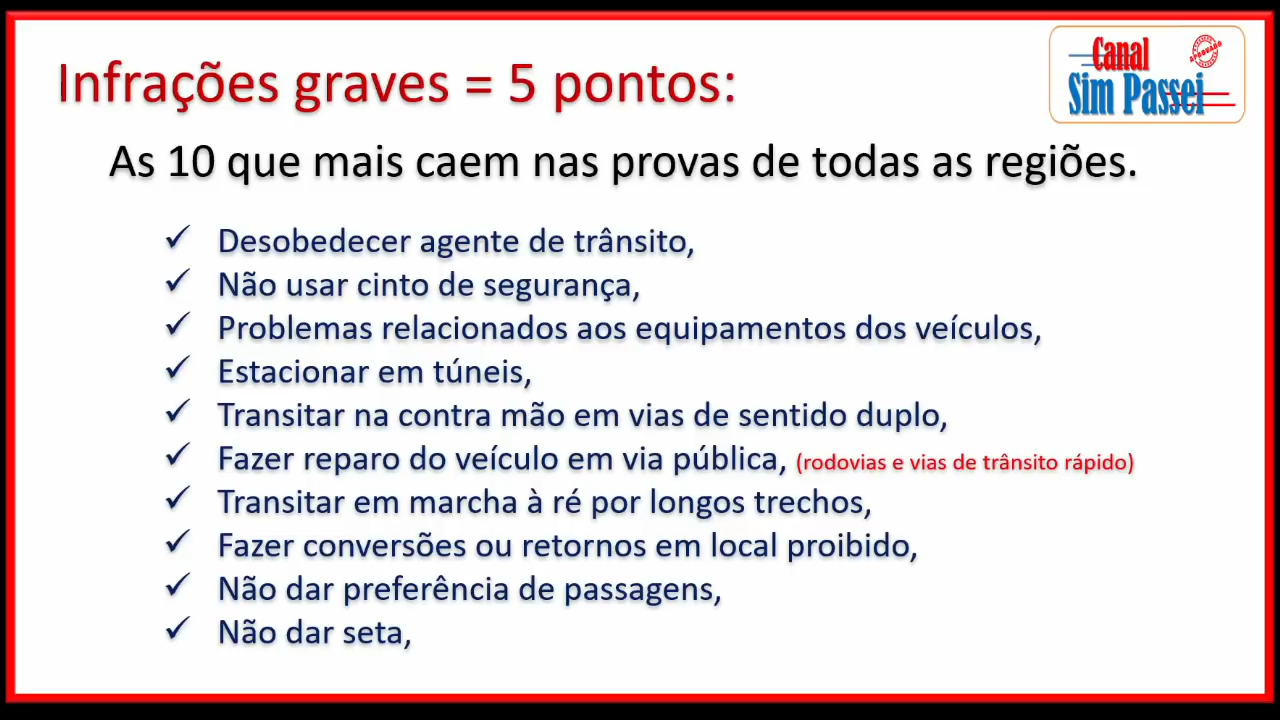 Canal
Sim Passei
APROVADO
Infrações graves = 5 pontos:
As 10 que mais caem nas provas de todas as regiões.
✓ Desobedecer agente de trânsito,
✓ Não usar cinto de segurança,
✓ Problemas relacionados aos equipamentos dos veículos,
✓ Estacionar em túneis,
✓ Transitar na contra mão em vias de sentido duplo,
✓ Fazer reparo do veículo em via pública, (rodovias e vias de trânsito rápido)
✓ Transitar em marcha à ré por longos trechos,
✓ Fazer conversões ou retornos em local proibido,
✓ Não dar preferência de passagens,
✓ Não dar seta,